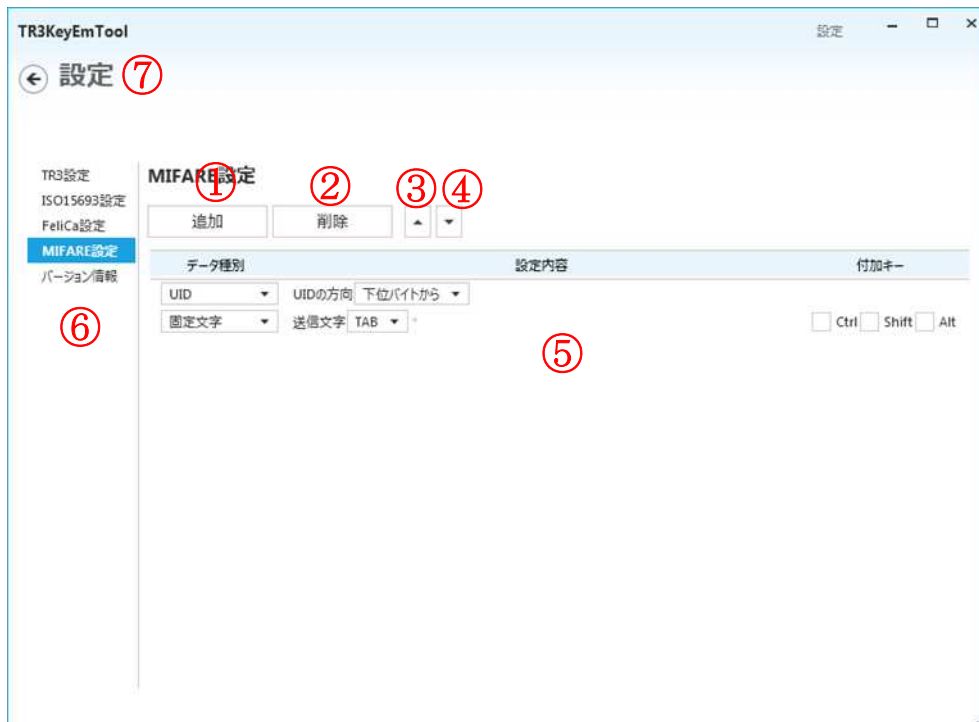 TR3KeyEmTool 設定
設定 ⑦
TR3設定
ISO15693設定
FeliCa設定
MIFARE設定
バージョン情報
⑥
MIFARE設定
① ② ③ ④
追加 削除
データ種別 設定内容 付加キー
UID UIDの方向 下位バイトから
固定文字 送信文字 TAB Ctrl Shift Alt
⑤